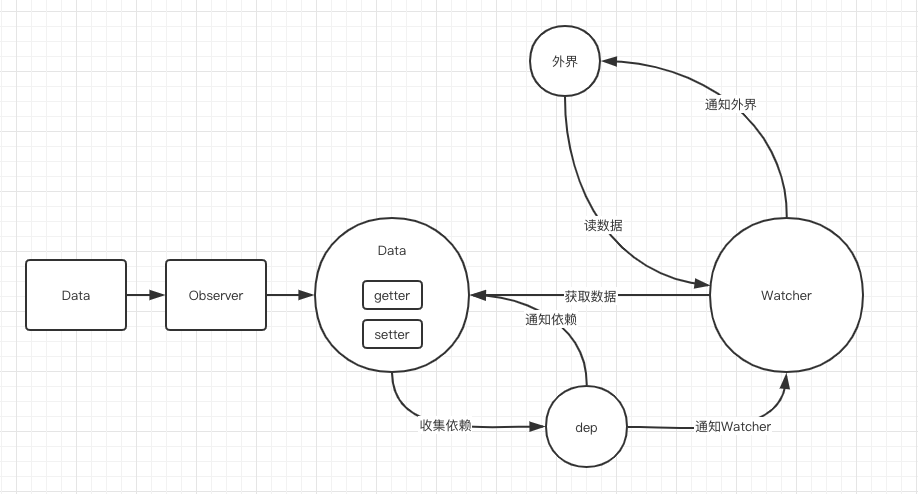 外界
通知外界
读数据
Data
Observer
Data
getter
setter
获取数据
Watcher
通知依赖
收集依赖
dep
通知Watcher